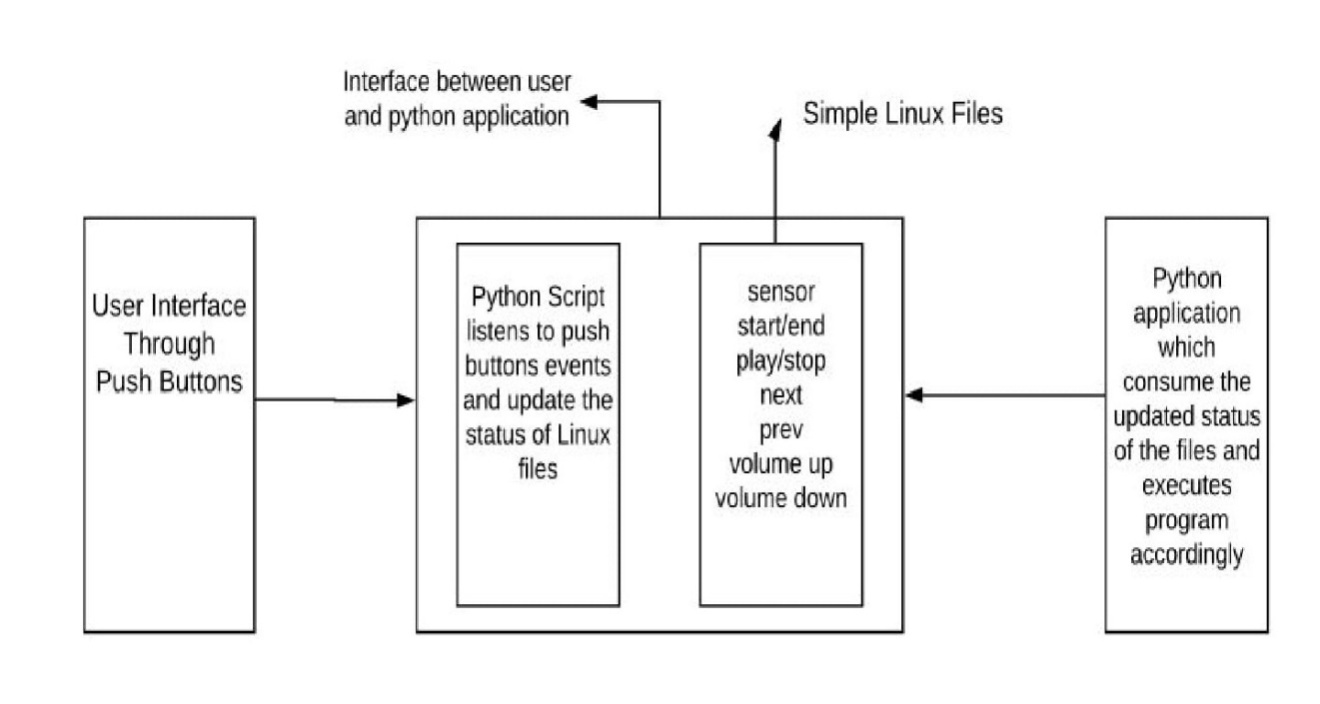 Interface between user
and python application
Simple Linux Files
User Interface
Through
Push Buttons
Python Script
listens to push
buttons events
and update the
status of Linux
files
sensor
start/end
play/stop
next
prev
volume up
volume down
Python
application
which
consume the
updated status
of the files and
executes
program
accordingly